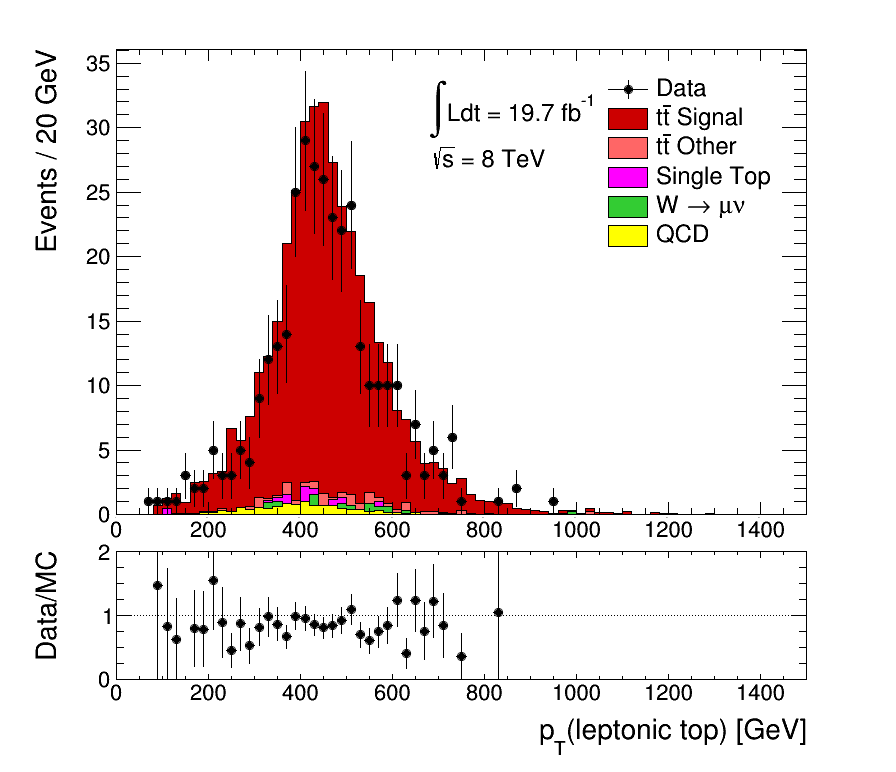 Events / 20 GeV
35
30
25
20
15
10
5
0
∫ Ldt = 19.7 fb⁻¹
√s = 8 TeV
Data
tt̄ Signal
tt̄ Other
Single Top
W → μν
QCD
0 200 400 600 800 1000 1200 1400
Data/MC
2
1
0
0 200 400 600 800 1000 1200 1400
p_T(leptonic top) [GeV]